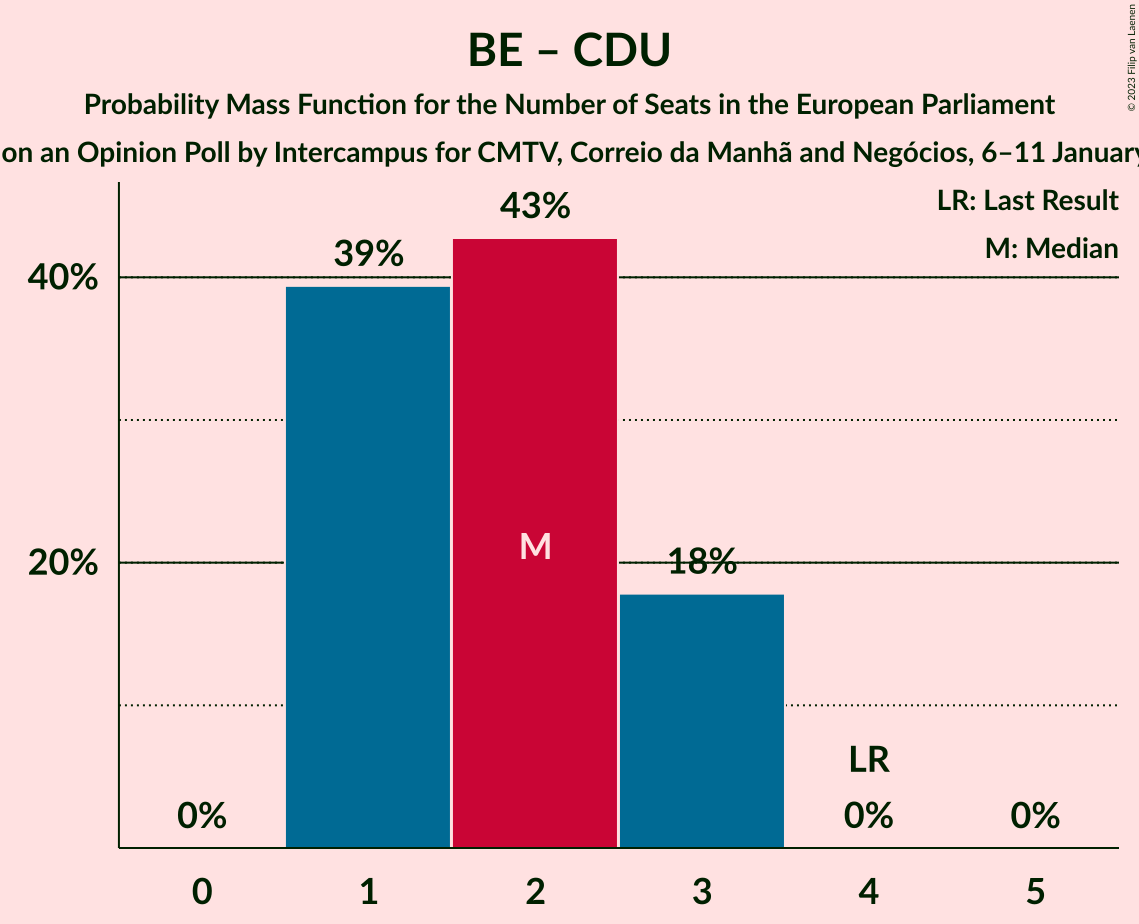 BE – CDU
Probability Mass Function for the Number of Seats in the European Parliament
on an Opinion Poll by Intercampus for CMTV, Correio da Manhã and Negócios, 6–11 January
© 2023 Filip van Laenen
LR: Last Result
M: Median
43%
39%
40%
M
20%
18%
LR
0%
0%
0%
0
1
2
3
4
5